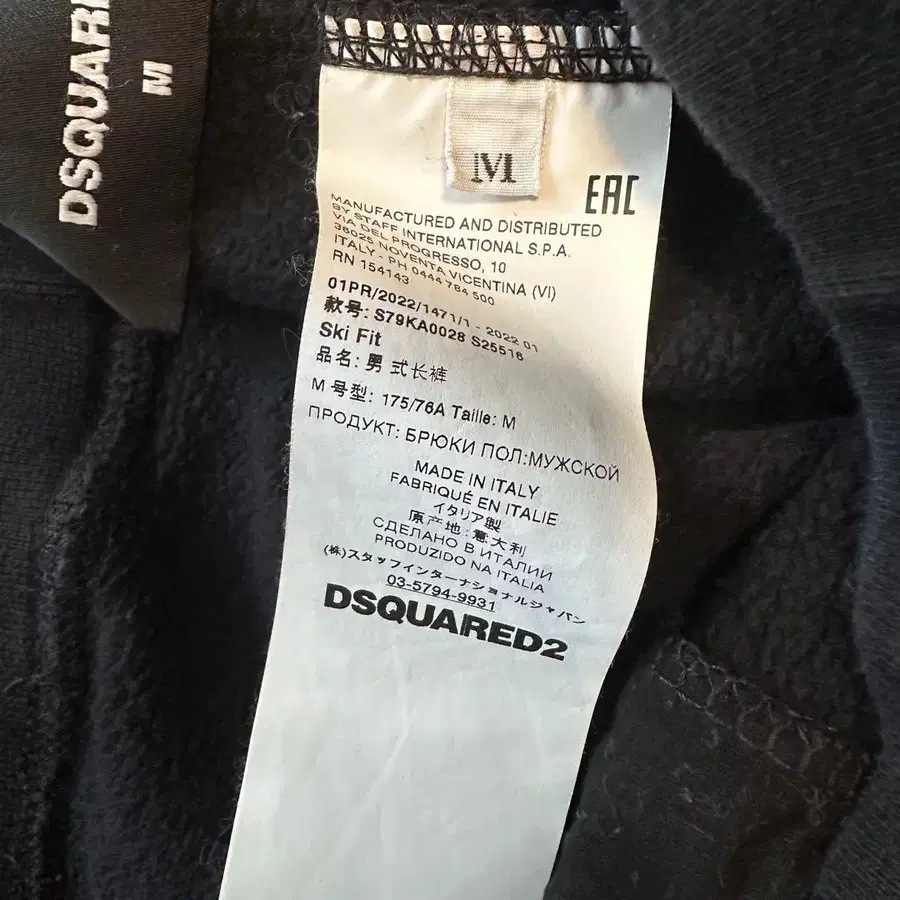 DSQUAR
M
M
EAC
MANUFACTURED AND DISTRIBUTED
BY STAFF INTERNATIONAL S.P.A.
VIA DEL PROGRESSO, 10
36025 NOVENTA VICENTINA (VI)
ITALY - PH 0444 784 500
RN 154143
01PR/2022/1471/1 - 2022 01
款号: S79KA0028 S25516
Ski Fit
品名: 男 式长裤
M 号型: 175/76A Taille: M
ПРОДУКТ: БРЮКИ ПОЛ:МУЖСКОЙ
MADE IN ITALY
FABRIQUÉ EN ITALIE
イタリア製
原产地: 意大利
СДЕЛАНО В ИТАЛИИ
PRODUZIDO NA ITALIA
(株)スタッフインターナショナルジャパン
03-5794-9931
DSQUARED2